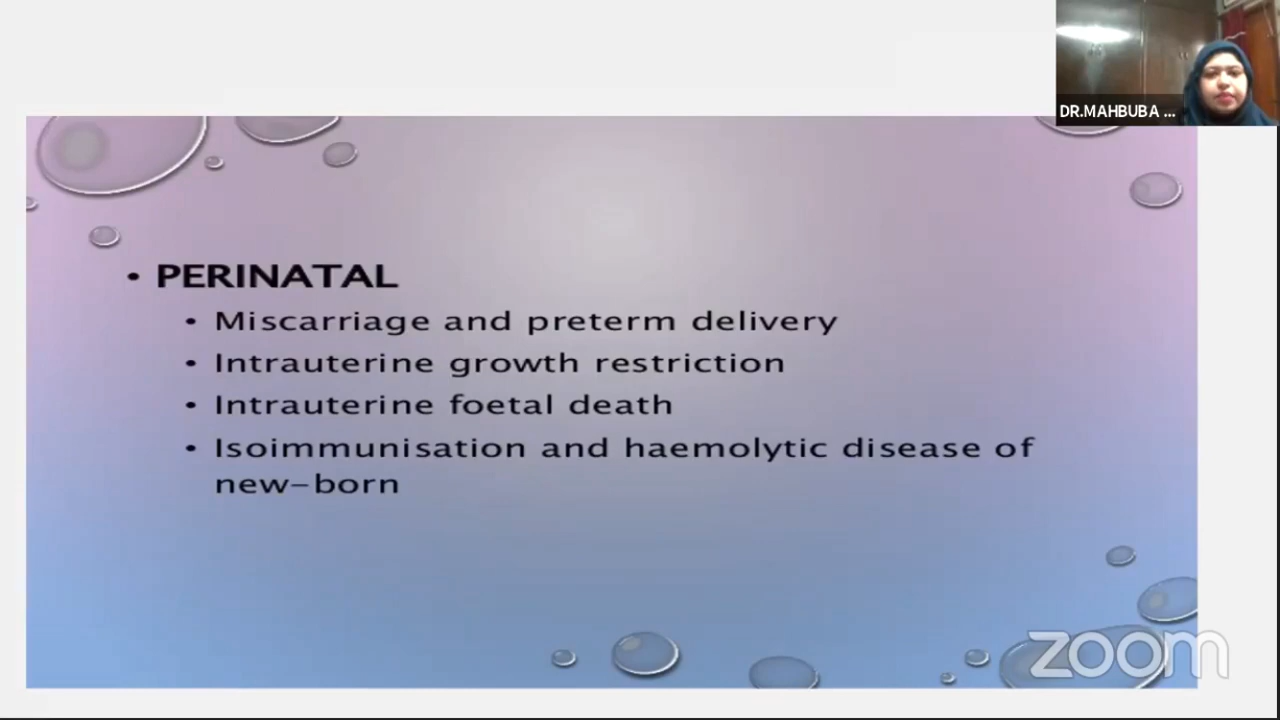 DR.MAHBUBA ...
• PERINATAL
• Miscarriage and preterm delivery
• Intrauterine growth restriction
• Intrauterine foetal death
• Isoimmunisation and haemolytic disease of
new-born
zoom